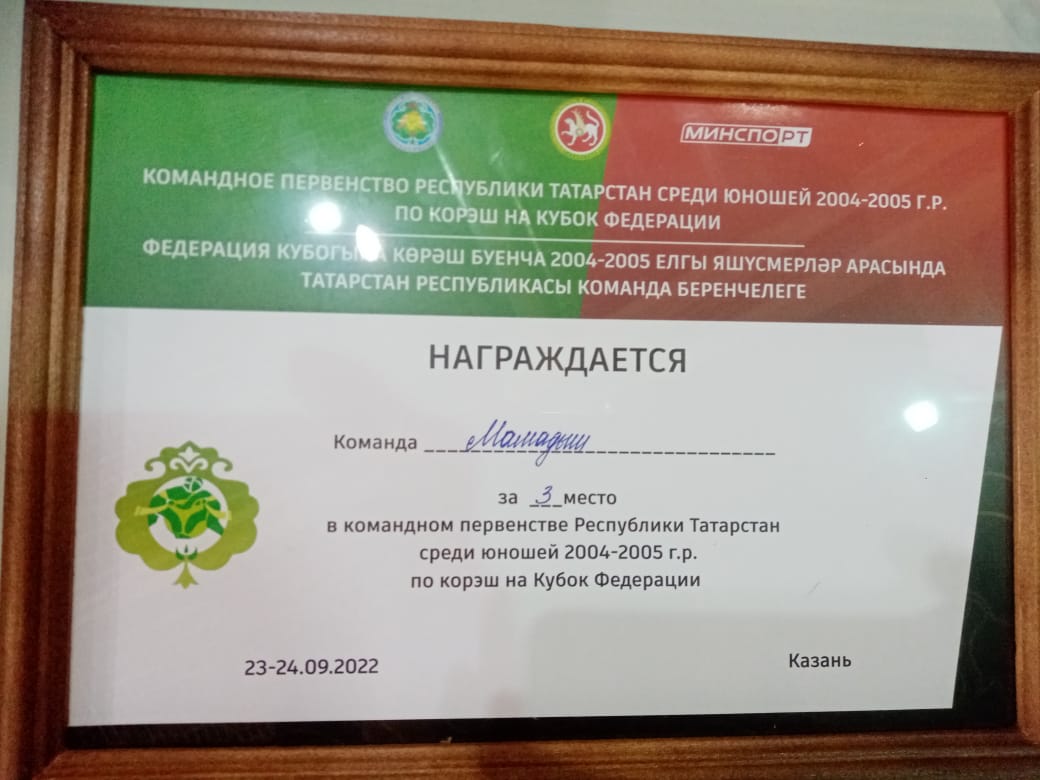 МИНСПОРТ
КОМАНДНОЕ ПЕРВЕНСТВО РЕСПУБЛИКИ ТАТАРСТАН СРЕДИ ЮНОШЕЙ 2004-2005 Г.Р.
ПО КОРЭШ НА КУБОК ФЕДЕРАЦИИ
ФЕДЕРАЦИЯ КУБОГЫНА КӨРӘШ БУЕНЧА 2004-2005 ЕЛГЫ ЯШҮСМЕРЛӘР АРАСЫНДА
ТАТАРСТАН РЕСПУБЛИКАСЫ КОМАНДА БЕРЕНЧЕЛЕГЕ
НАГРАЖДАЕТСЯ
Команда Мамадыш
за 3 место
в командном первенстве Республики Татарстан
среди юношей 2004-2005 г.р.
по корэш на Кубок Федерации
23-24.09.2022
Казань